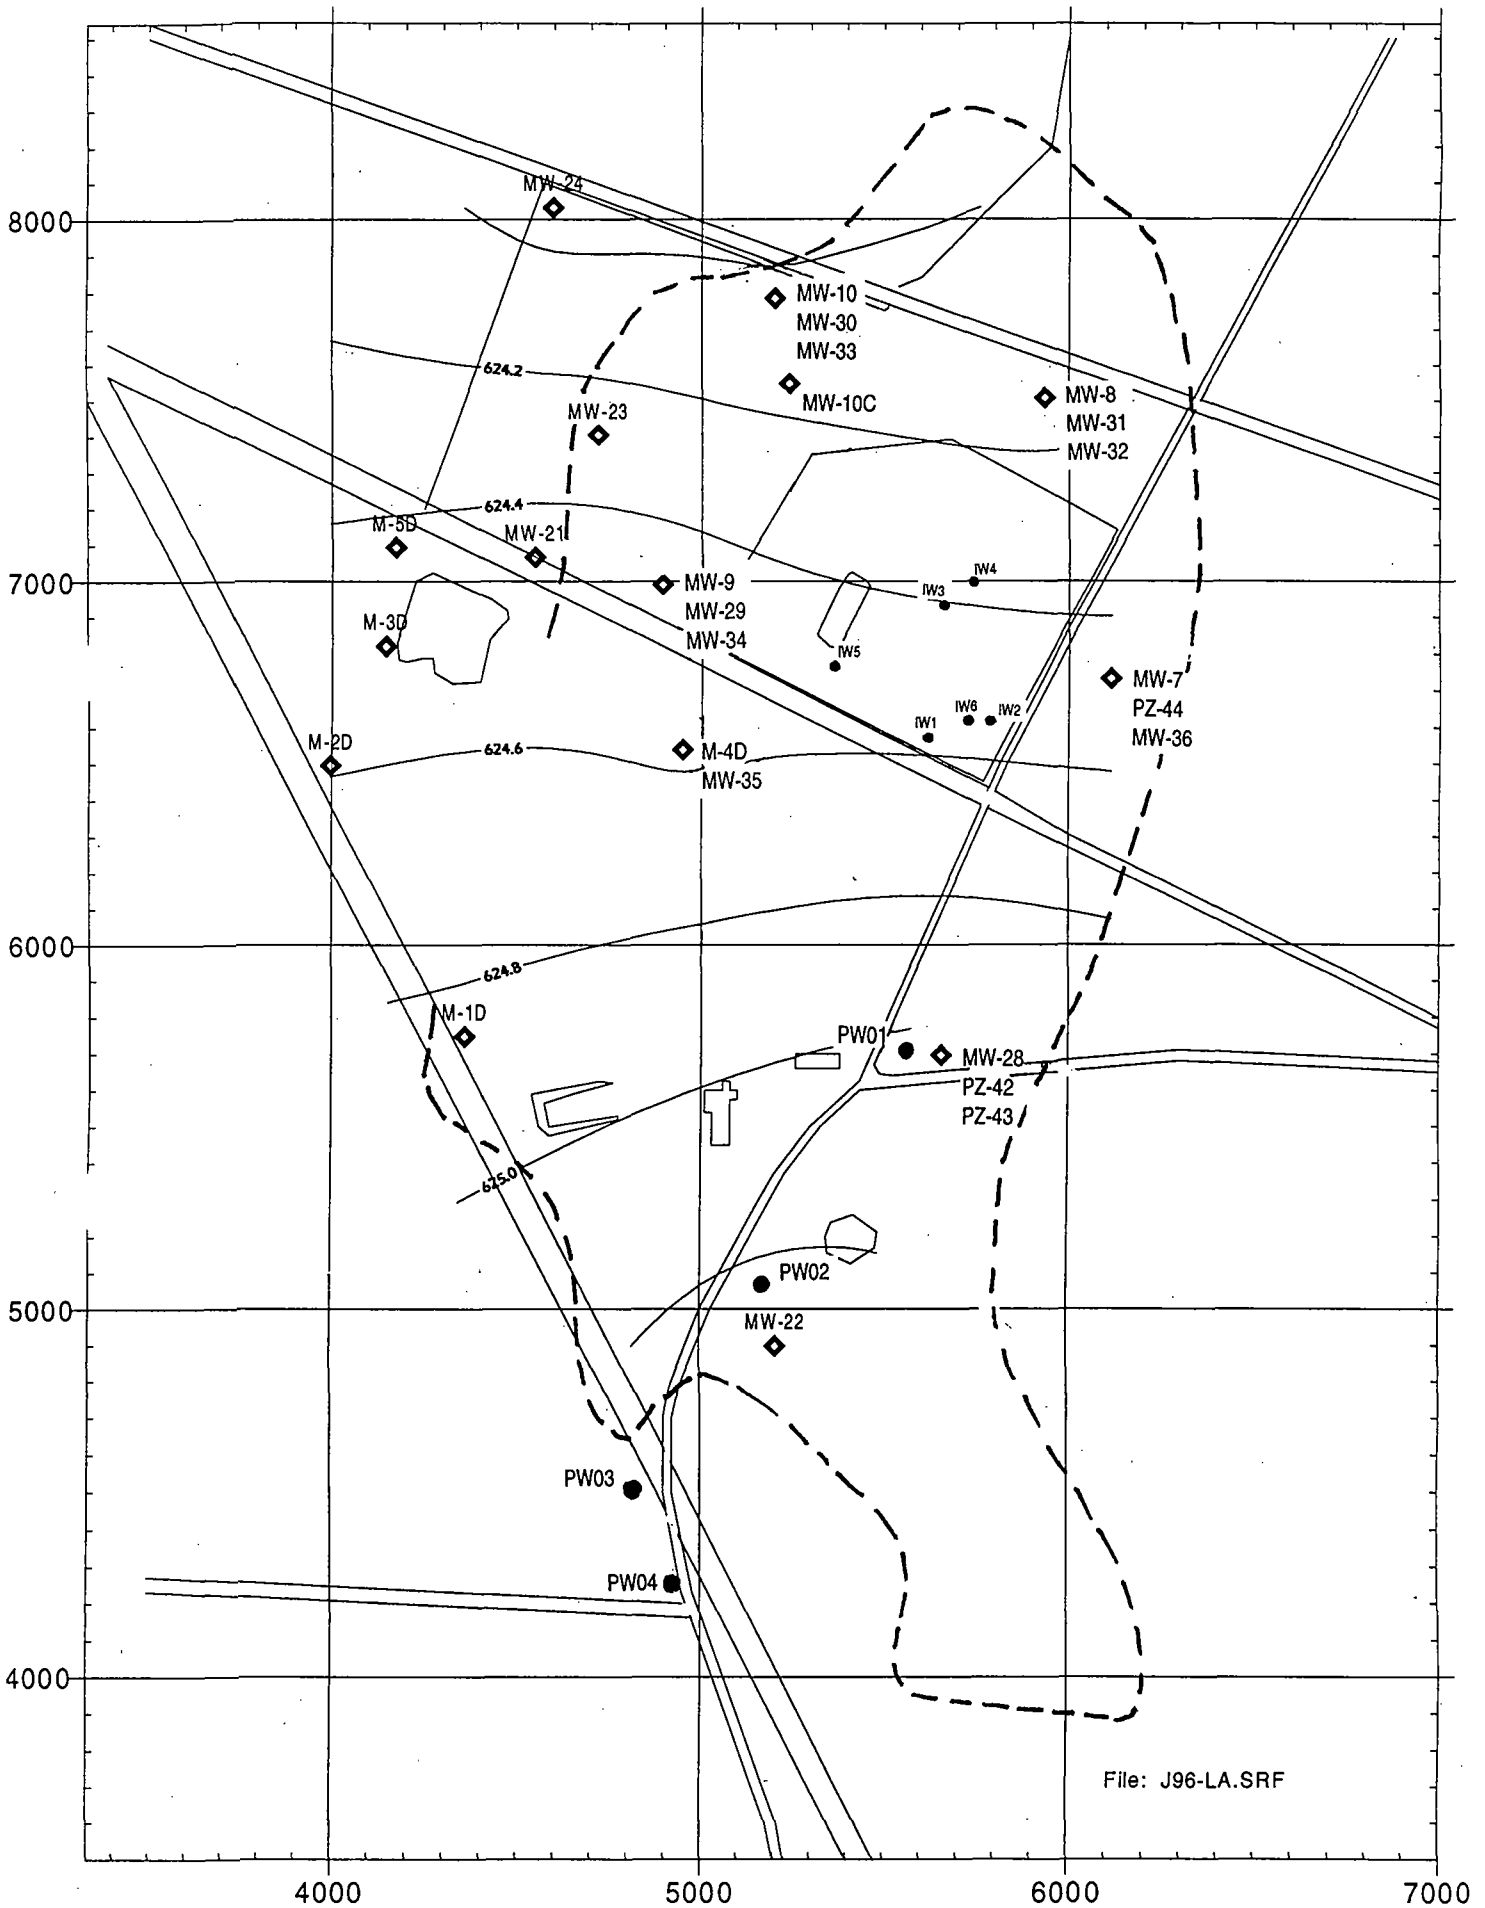 MW-24
8000
MW-10
MW-30
MW-33
624.2
MW-10C
MW-8
MW-31
MW-32
MW-23
624.4
M-5D
MW-21
7000
MW-9
MW-29
MW-34
IW4
IW3
M-3D
IW5
MW-7
PZ-44
MW-36
IW1
IW6
IW2
M-2D
624.6
M-4D
MW-35
6000
624.8
M-1D
PW01
MW-28
PZ-42
PZ-43
625.0
PW02
5000
MW-22
PW03
PW04
4000
File: J96-LA.SRF
4000
5000
6000
7000